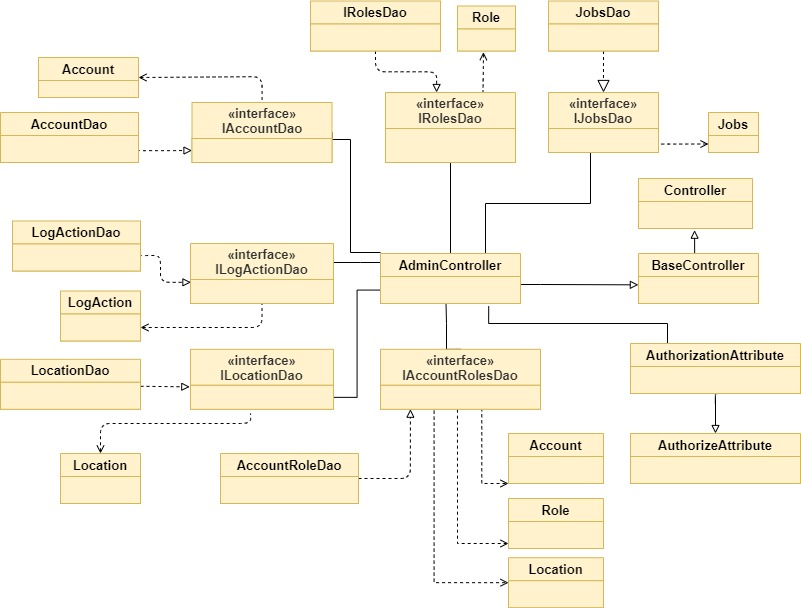 IRolesDao
Role
JobsDao
Account
«interface»
IAccountDao
«interface»
IRolesDao
«interface»
IJobsDao
AccountDao
Jobs
Controller
LogActionDao
«interface»
ILogActionDao
AdminController
BaseController
LogAction
LocationDao
«interface»
ILocationDao
«interface»
IAccountRolesDao
AuthorizationAttribute
Location
AccountRoleDao
Account
AuthorizeAttribute
Role
Location